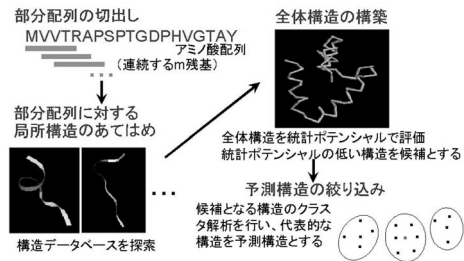 部分配列の切出し
MVVTRAPSPTGDPHVGTAY
アミノ酸配列
(連続するm残基)
部分配列に対する
局所構造のあてはめ
構造データベースを探索
全体構造の構築
全体構造を統計ポテンシャルで評価
統計ポテンシャルの低い構造を候補とする
予測構造の絞り込み
候補となる構造のクラス
タ解析を行い、代表的な
構造を予測構造とする